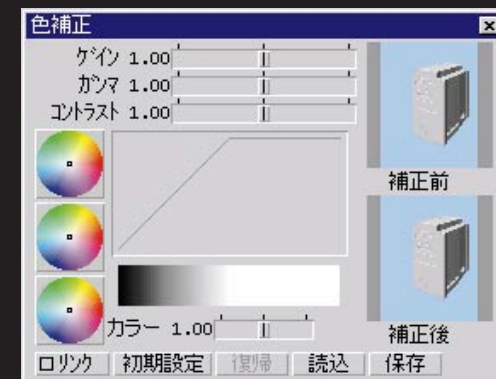 色補正
ｹﾞｲﾝ 1.00
ｶﾞﾝﾏ 1.00
ｺﾝﾄﾗｽﾄ 1.00
補正前
カラー 1.00
補正後
ﾘﾝｸ 初期設定 復帰 読込 保存